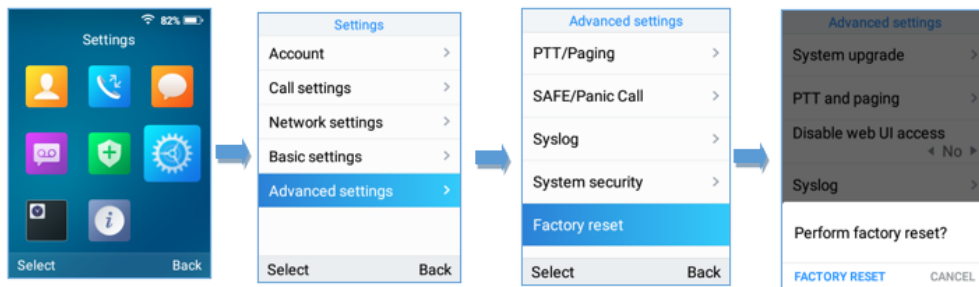 82%
Settings
Select Back
Settings
Account
Call settings
Network settings
Basic settings
Advanced settings
Select Back
Advanced settings
PTT/Paging
SAFE/Panic Call
Syslog
System security
Factory reset
Select Back
Advanced settings
System upgrade
PTT and paging
Disable web UI access
No
Syslog
Perform factory reset?
FACTORY RESET CANCEL